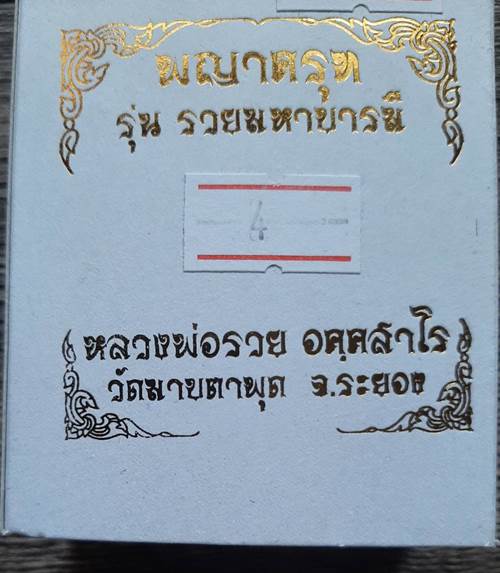 พญาครุฑ
รุ่น รวยมหาบารมี
4
หลวงพ่อรวย อคฺคสาโร
วัดมาบตาพุด จ.ระยอง